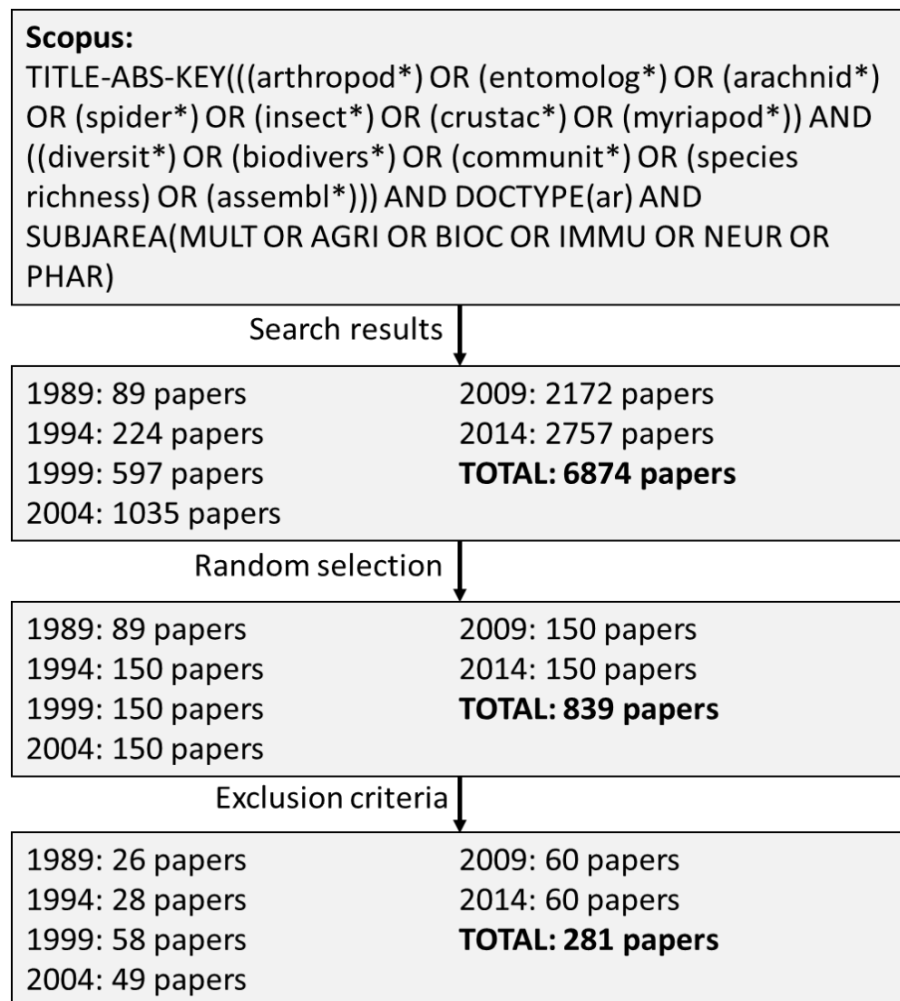 Scopus:
TITLE-ABS-KEY(((arthropod*) OR (entomolog*) OR (arachnid*)
OR (spider*) OR (insect*) OR (crustac*) OR (myriapod*)) AND
((diversit*) OR (biodivers*) OR (communit*) OR (species
richness) OR (assembl*))) AND DOCTYPE(ar) AND
SUBJAREA(MULT OR AGRI OR BIOC OR IMMU OR NEUR OR
PHAR)
Search results
1989: 89 papers
1994: 224 papers
1999: 597 papers
2004: 1035 papers
2009: 2172 papers
2014: 2757 papers
TOTAL: 6874 papers
Random selection
1989: 89 papers
1994: 150 papers
1999: 150 papers
2004: 150 papers
2009: 150 papers
2014: 150 papers
TOTAL: 839 papers
Exclusion criteria
1989: 26 papers
1994: 28 papers
1999: 58 papers
2004: 49 papers
2009: 60 papers
2014: 60 papers
TOTAL: 281 papers